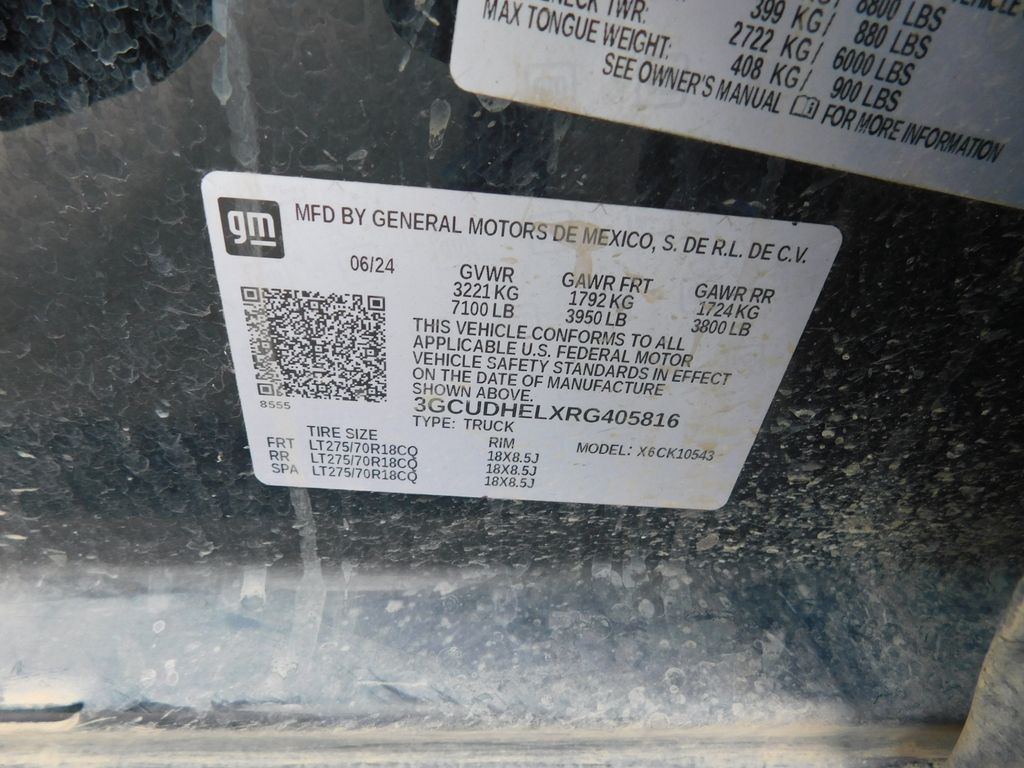 8800 LBS
TWR: 399 KG/ 880 LBS
MAX TONGUE WEIGHT: 2722 KG/ 6000 LBS
408 KG/ 900 LBS
SEE OWNER'S MANUAL FOR MORE INFORMATION
gm MFD BY GENERAL MOTORS DE MEXICO, S. DE R.L. DE C.V.
06/24 GVWR GAWR FRT GAWR RR
3221 KG 1792 KG 1724 KG
7100 LB 3950 LB 3800 LB
THIS VEHICLE CONFORMS TO ALL
APPLICABLE U.S. FEDERAL MOTOR
VEHICLE SAFETY STANDARDS IN EFFECT
ON THE DATE OF MANUFACTURE
SHOWN ABOVE.
8555 3GCUDHELXRG405816
TYPE: TRUCK
TIRE SIZE RIM MODEL: X6CK10543
FRT LT275/70R18CQ 18X8.5J
RR LT275/70R18CQ 18X8.5J
SPA LT275/70R18CQ 18X8.5J